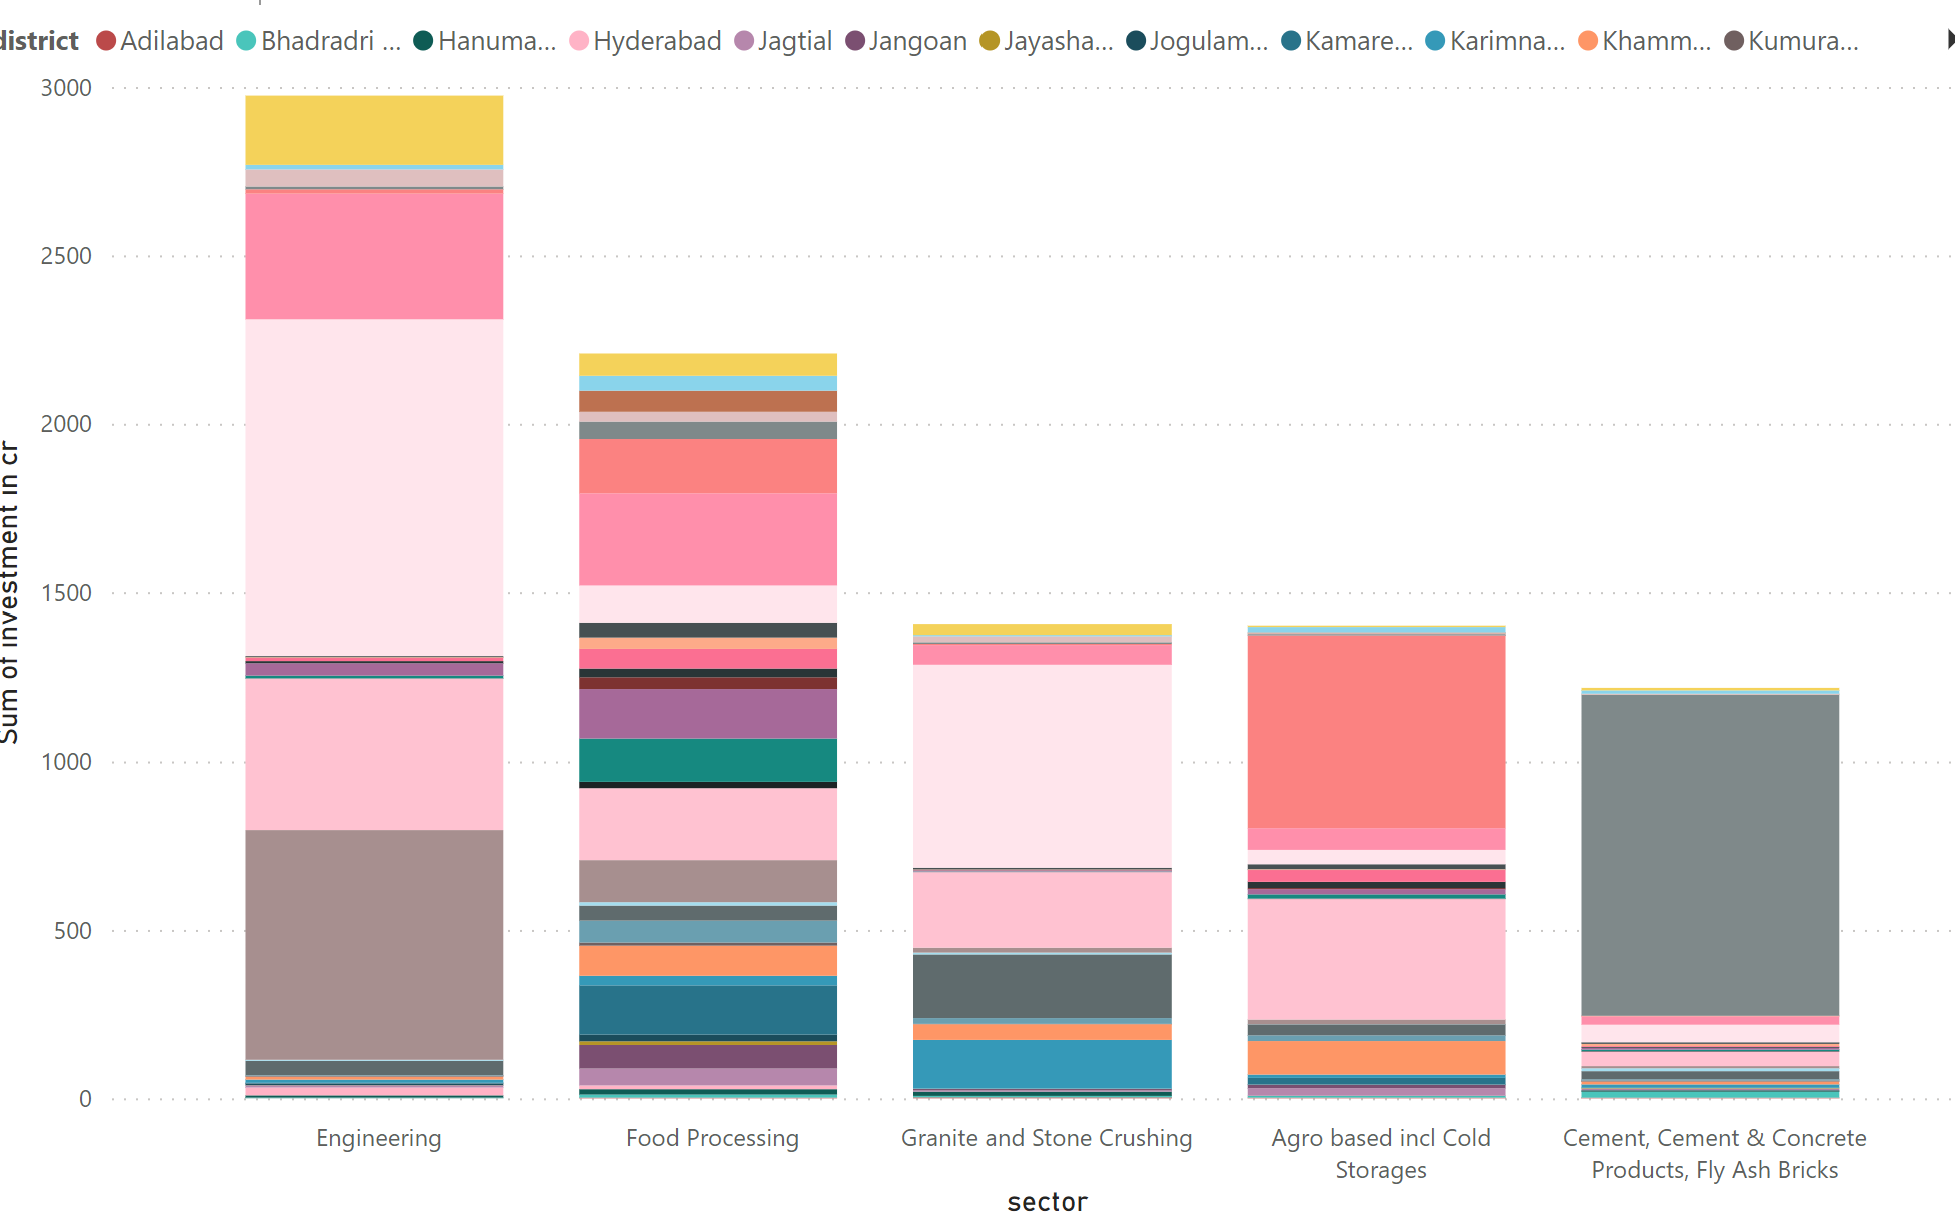 district Adilabad Bhadradri ... Hanuma... Hyderabad Jagtial Jangoan Jayasha... Jogulam... Kamare... Karimna... Khamm... Kumura...
3000
2500
2000
1500
1000
500
0
Sum of investment in cr
Engineering
Food Processing
Granite and Stone Crushing
Agro based incl Cold
Storages
Cement, Cement & Concrete
Products, Fly Ash Bricks
sector